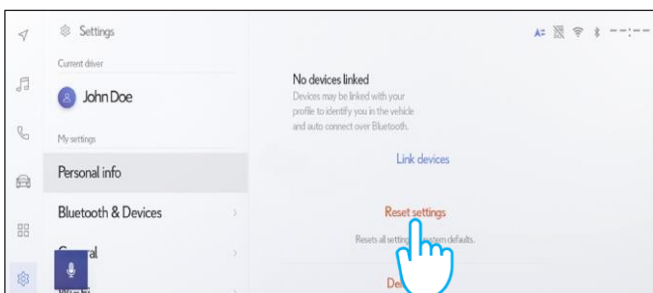 Settings
A
--:--
Current driver
John Doe
My settings
Personal info
Bluetooth & Devices
No devices linked
Devices may be linked with your
profile to identify you in the vehicle
and auto connect over Bluetooth.
Link devices
Reset settings
Resets all system defaults.